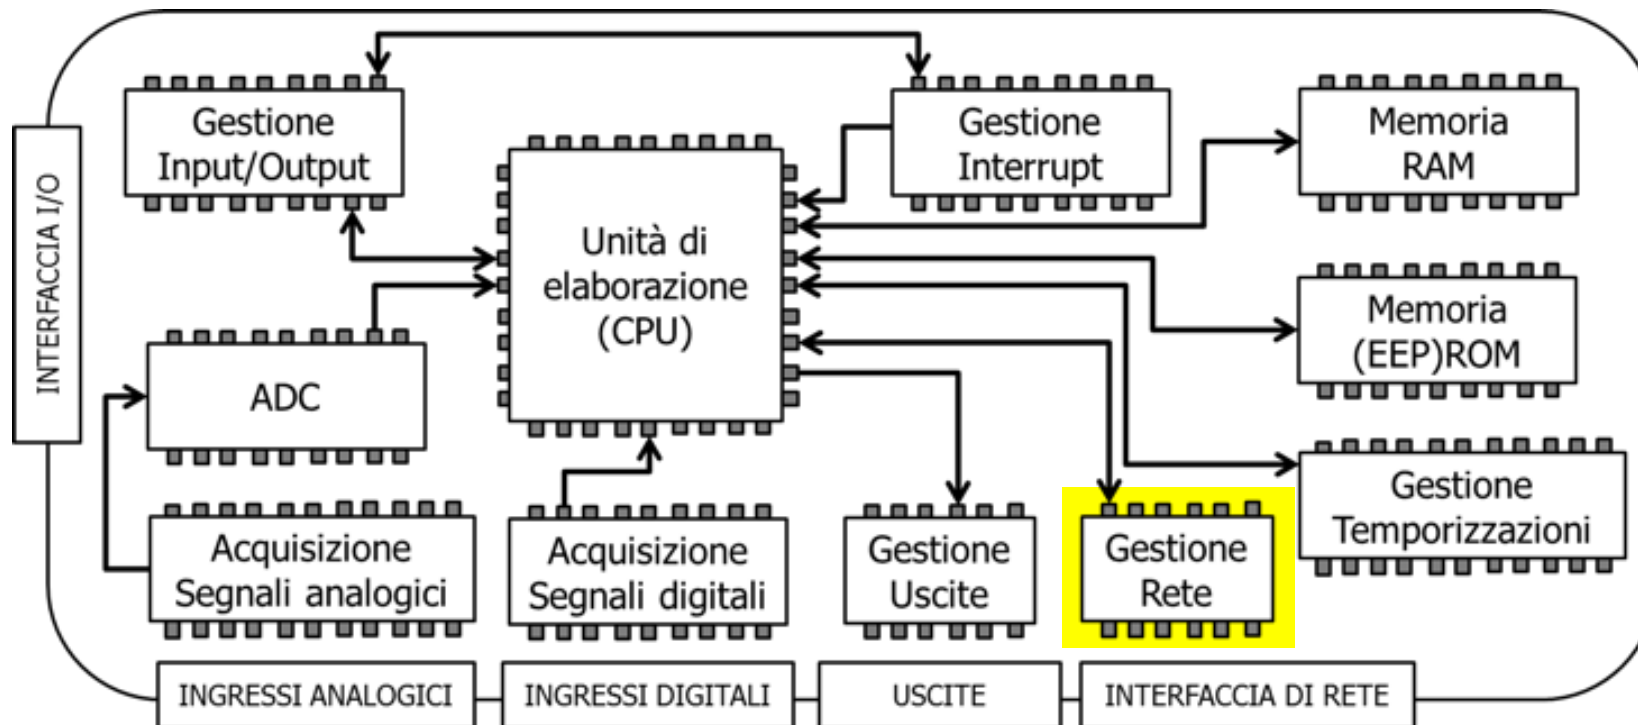 Gestione
Input/Output
Gestione
Interrupt
Memoria
RAM
INTERFACCIA I/O
Unità di
elaborazione
(CPU)
Memoria
(EEP)ROM
ADC
Gestione
Temporizzazioni
Acquisizione
Segnali analogici
Acquisizione
Segnali digitali
Gestione
Uscite
Gestione
Rete
INGRESSI ANALOGICI
INGRESSI DIGITALI
USCITE
INTERFACCIA DI RETE